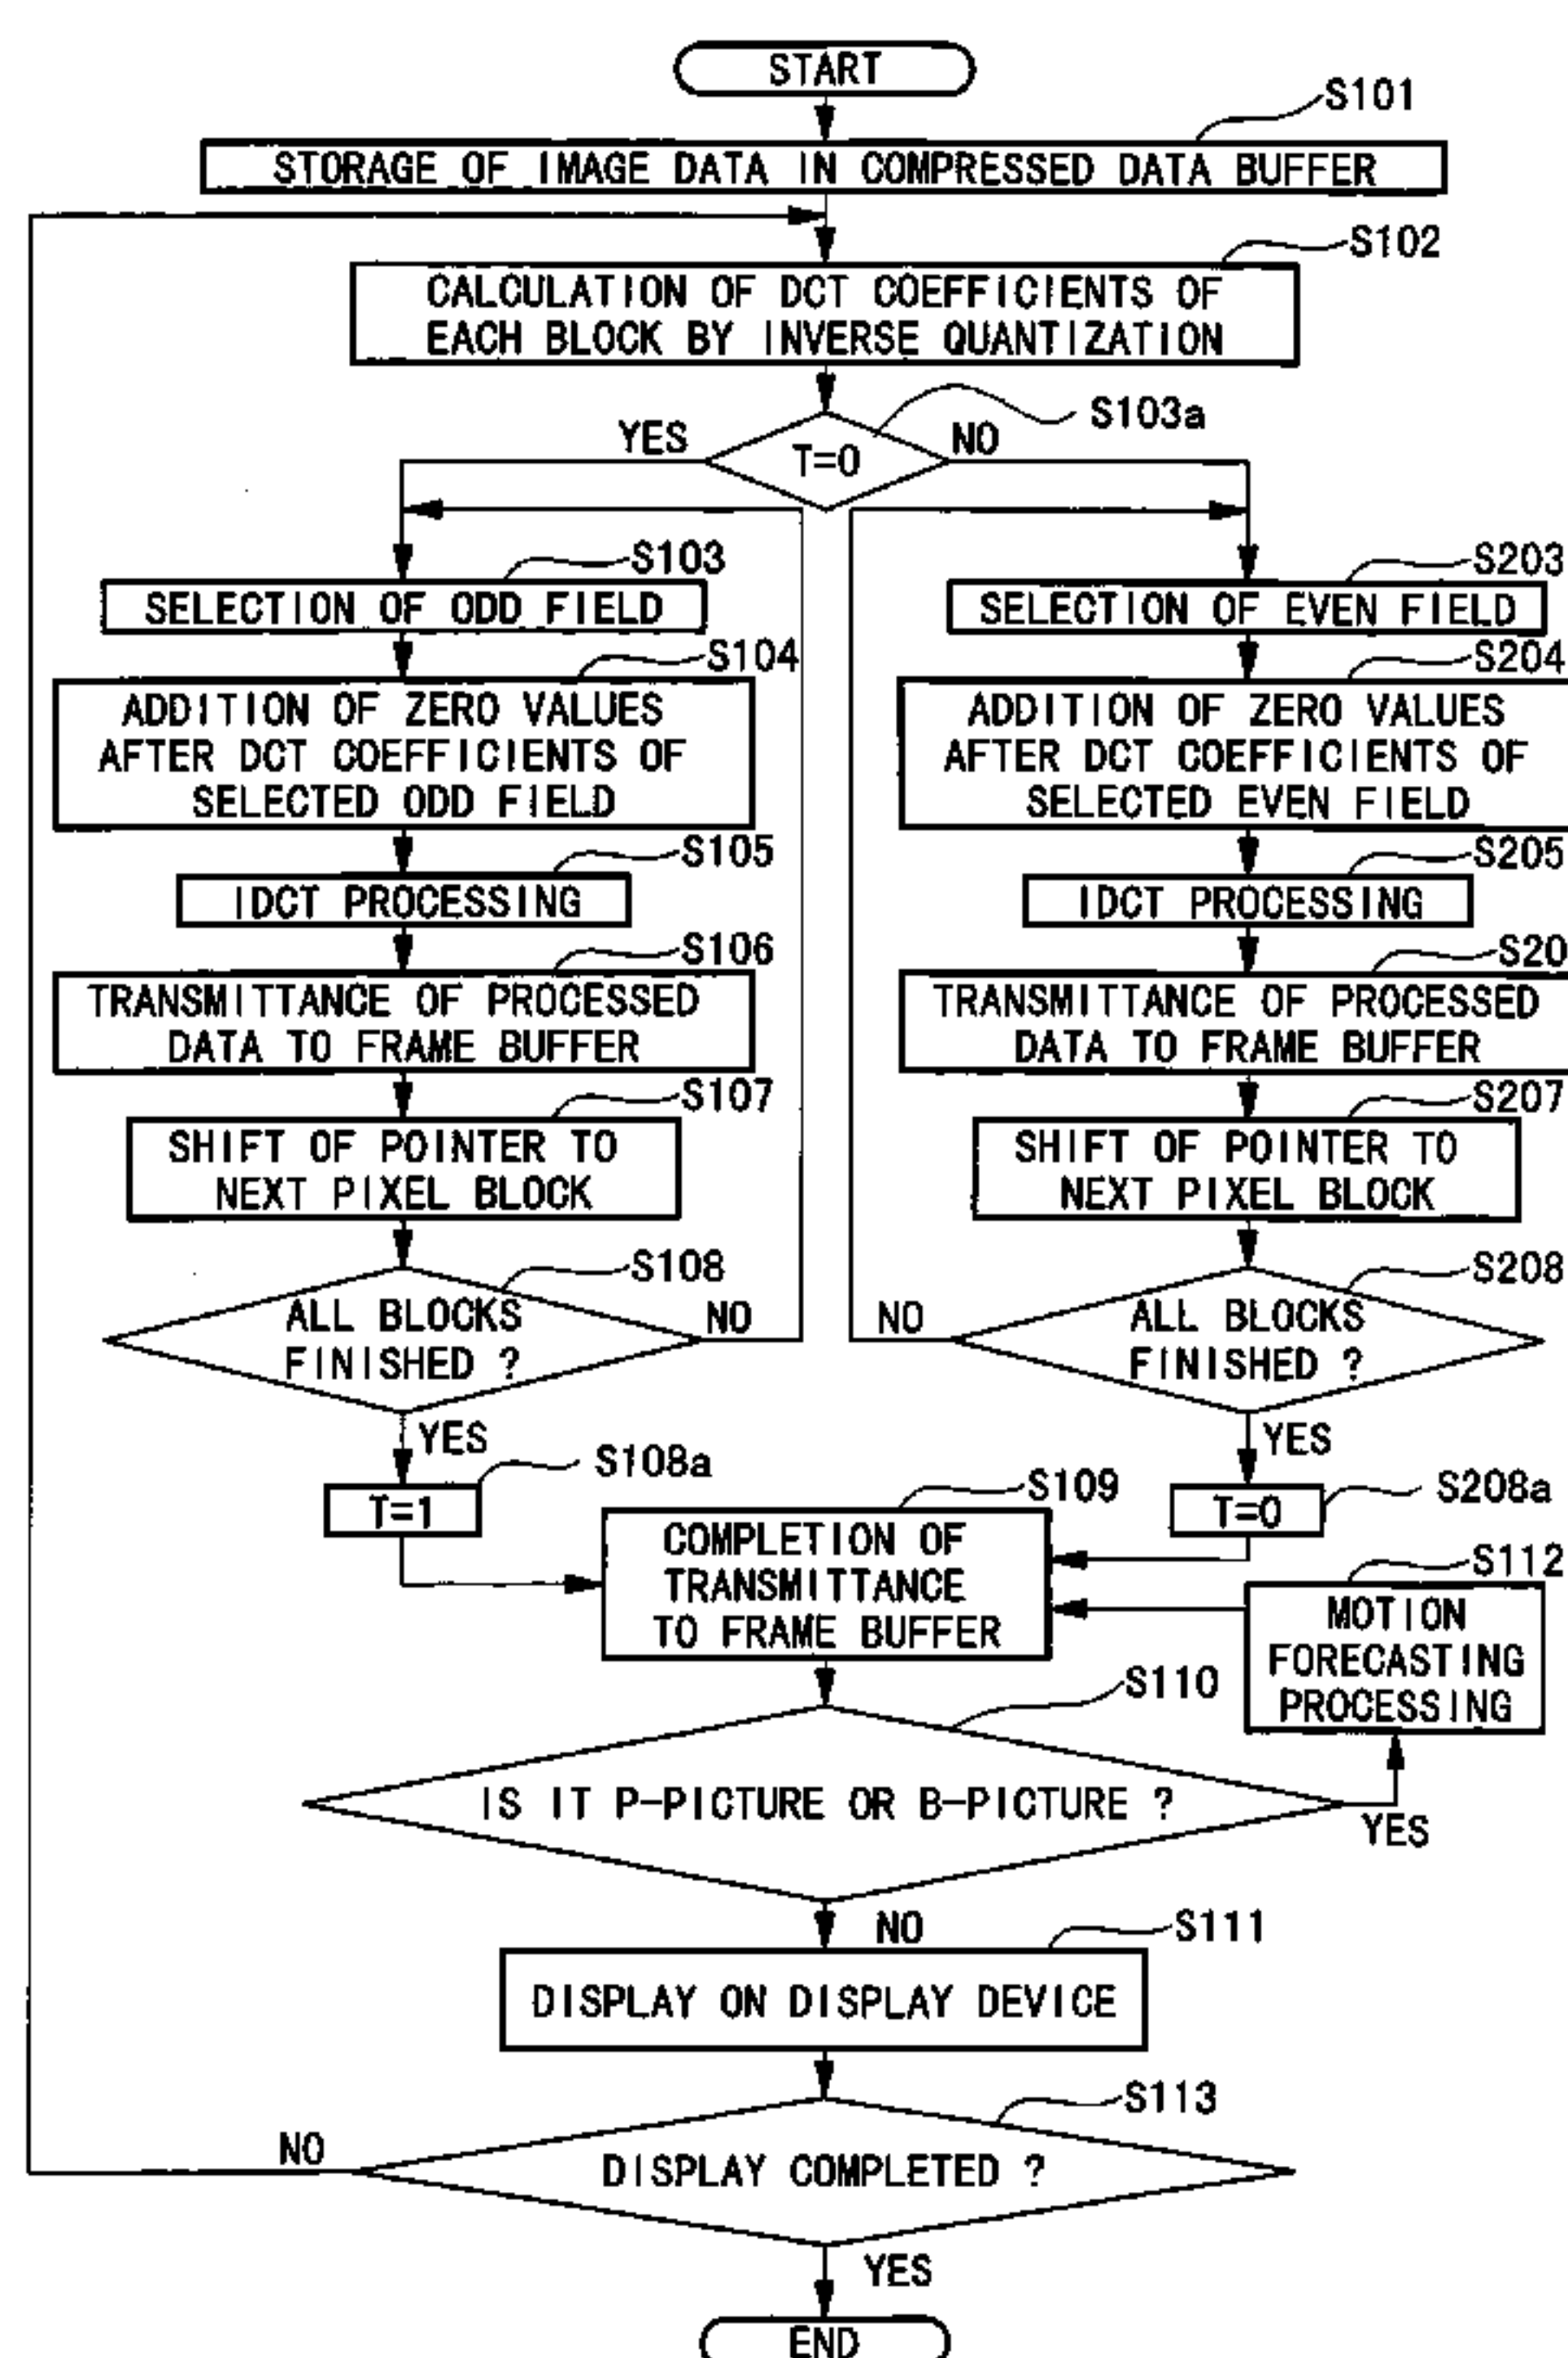 START
S101
STORAGE OF IMAGE DATA IN COMPRESSED DATA BUFFER
S102
CALCULATION OF DCT COEFFICIENTS OF
EACH BLOCK BY INVERSE QUANTIZATION
S103a
YES
T=0
NO
S103
SELECTION OF ODD FIELD
S104
ADDITION OF ZERO VALUES
AFTER DCT COEFFICIENTS OF
SELECTED ODD FIELD
S105
IDCT PROCESSING
S106
TRANSMITTANCE OF PROCESSED
DATA TO FRAME BUFFER
S107
SHIFT OF POINTER TO
NEXT PIXEL BLOCK
S108
ALL BLOCKS
FINISHED ?
NO
YES
S108a
T=1
S203
SELECTION OF EVEN FIELD
S204
ADDITION OF ZERO VALUES
AFTER DCT COEFFICIENTS OF
SELECTED EVEN FIELD
S205
IDCT PROCESSING
S20
TRANSMITTANCE OF PROCESSED
DATA TO FRAME BUFFER
S207
SHIFT OF POINTER TO
NEXT PIXEL BLOCK
S208
ALL BLOCKS
FINISHED ?
NO
YES
S208a
T=0
S109
COMPLETION OF
TRANSMITTANCE
TO FRAME BUFFER
S112
MOTION
FORECASTING
PROCESSING
S110
IS IT P-PICTURE OR B-PICTURE ?
YES
NO
S111
DISPLAY ON DISPLAY DEVICE
S113
DISPLAY COMPLETED ?
NO
YES
END